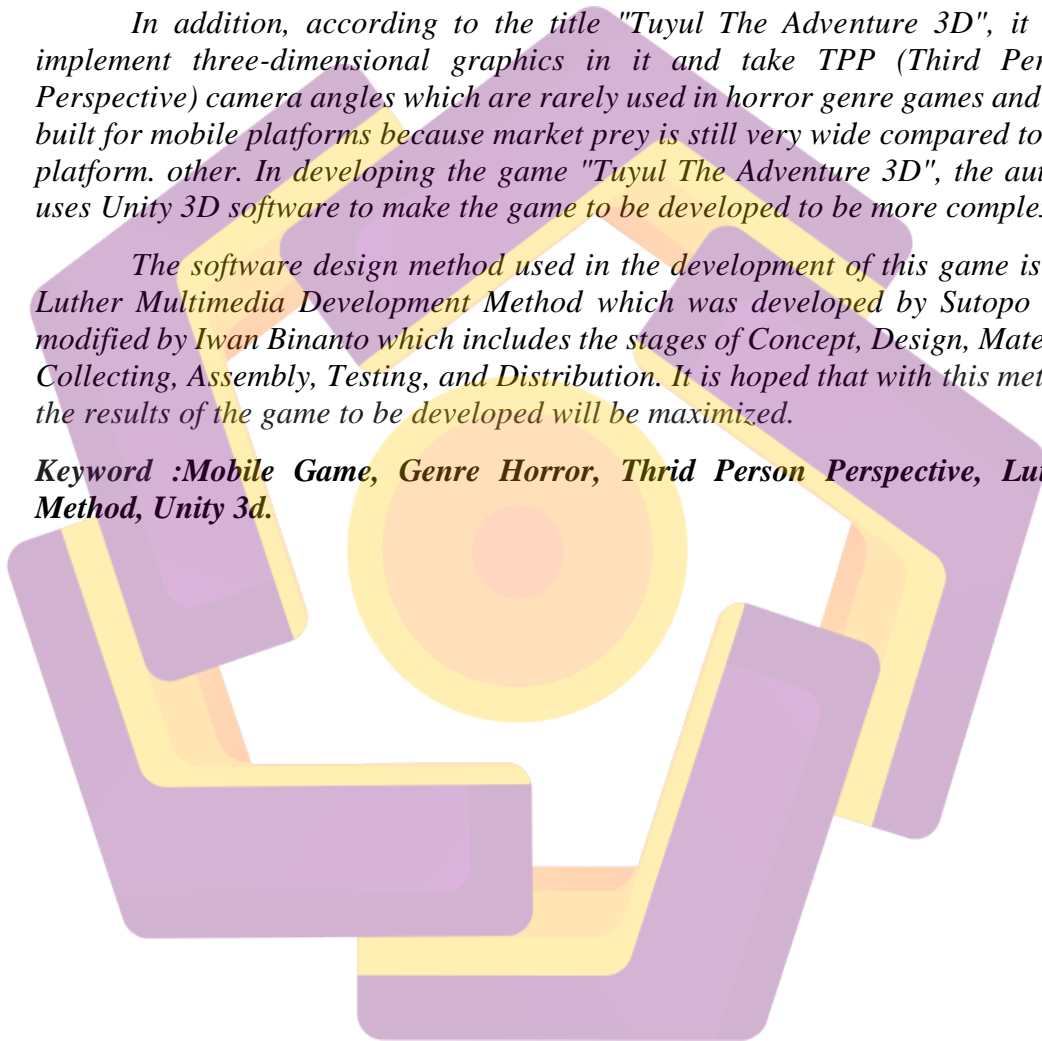 In addition, according to the title "Tuyul The Adventure 3D", it
implement three-dimensional graphics in it and take TPP (Third
Perspective) camera angles which are rarely used in horror genre games and
built for mobile platforms because market prey is still very wide compared to
platform. other. In developing the game "Tuyul The Adventure 3D", the
uses Unity 3D software to make the game to be developed to be more
The software design method used in the development of this game is
Luther Multimedia Development Method which was developed by Sutopo
modified by Iwan Binanto which includes the stages of Concept, Design,
Collecting, Assembly, Testing, and Distribution. It is hoped that with this
the results of the game to be developed will be maximized.
Keyword :Mobile Game, Genre Horror, Thrid Person Perspective,
Method, Unity 3d.